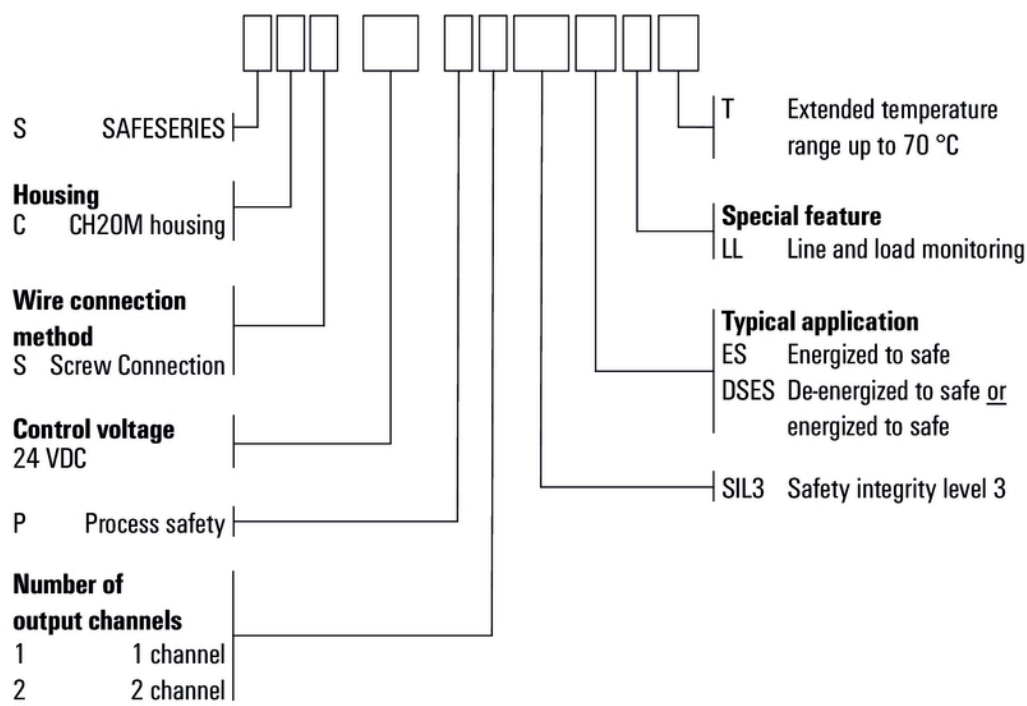 S SAFESERIES
Housing
C CH20M housing
Wire connection
method
S Screw Connection
Control voltage
24 VDC
P Process safety
Number of
output channels
1 1 channel
2 2 channel
T Extended temperature
range up to 70 °C
Special feature
LL Line and load monitoring
Typical application
ES Energized to safe
DSES De-energized to safe or
energized to safe
SIL3 Safety integrity level 3